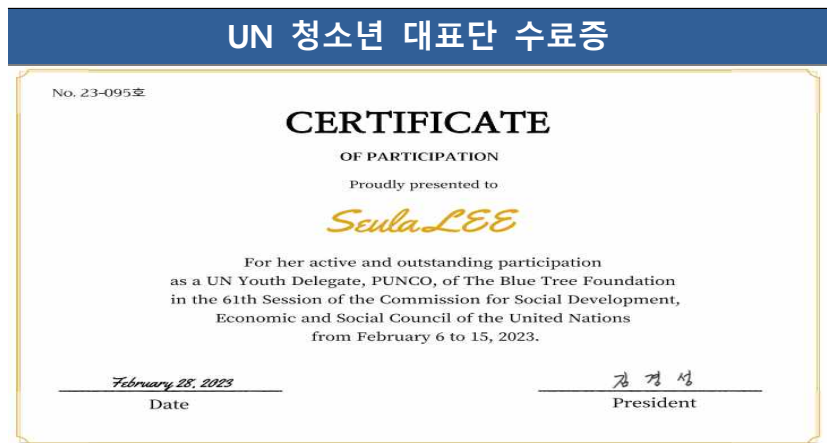 UN 청소년 대표단 수료증
No. 23-095호
CERTIFICATE
OF PARTICIPATION
Proudly presented to
Seula LEE
For her active and outstanding participation
as a UN Youth Delegate, PUNCO, of The Blue Tree Foundation
in the 61th Session of the Commission for Social Development,
Economic and Social Council of the United Nations
from February 6 to 15, 2023.
February 28, 2023
김 경 성
Date
President